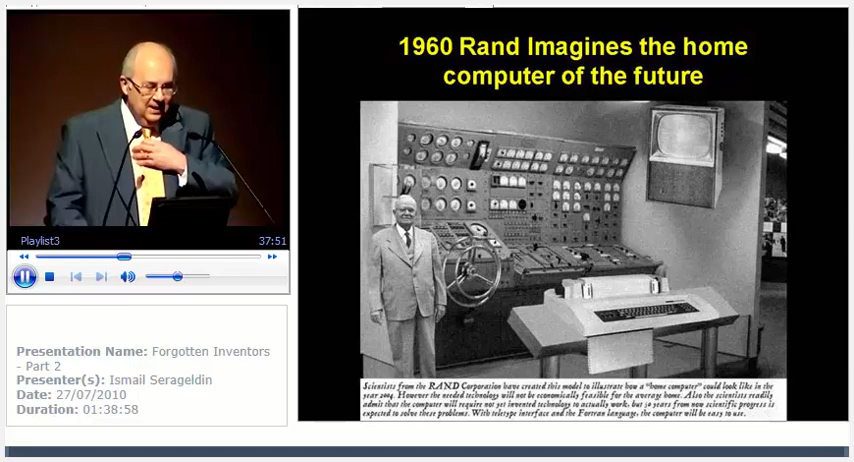 1960 Rand Imagines the home
computer of the future
Scientists from the RAND Corporation have created this model to illustrate how a "home computer" could look like in the
year 2004. However the needed technology will not be economically feasible for the average home. Also the scientists readily
admit that the computer will require not yet invented technology to actually work, but 50 years from now scientific progress is
expected to solve these problems. With teletype interface and the Fortran language, the computer will be easy to use.
Playlist3
37:51
Presentation Name: Forgotten Inventors
- Part 2
Presenter(s): Ismail Serageldin
Date: 27/07/2010
Duration: 01:38:58